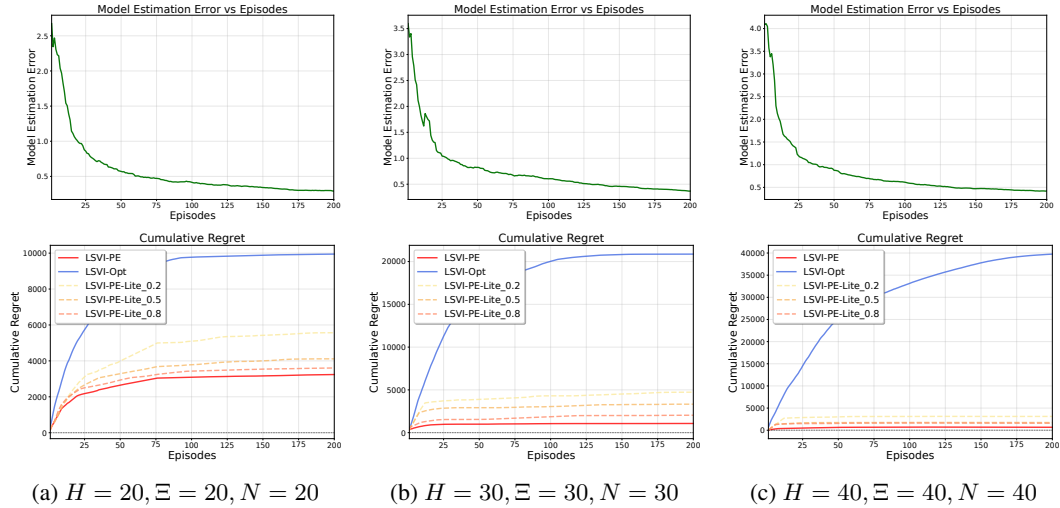 Model Estimation Error vs Episodes
Model Estimation Error
2.5
2.0
1.5
1.0
0.5
25 50 75 100 125 150 175 200
Episodes
Model Estimation Error vs Episodes
Model Estimation Error
3.5
3.0
2.5
2.0
1.5
1.0
0.5
25 50 75 100 125 150 175 200
Episodes
Model Estimation Error vs Episodes
Model Estimation Error
4.0
3.5
3.0
2.5
2.0
1.5
1.0
0.5
25 50 75 100 125 150 175 200
Episodes
Cumulative Regret
Cumulative Regret
10000
8000
6000
4000
2000
0
LSVI-PE
LSVI-Opt
LSVI-PE-Lite_0.2
LSVI-PE-Lite_0.5
LSVI-PE-Lite_0.8
25 50 75 100 125 150 175 200
Episodes
Cumulative Regret
Cumulative Regret
20000
15000
10000
5000
0
LSVI-PE
LSVI-Opt
LSVI-PE-Lite_0.2
LSVI-PE-Lite_0.5
LSVI-PE-Lite_0.8
25 50 75 100 125 150 175 200
Episodes
Cumulative Regret
Cumulative Regret
40000
35000
30000
25000
20000
15000
10000
5000
0
LSVI-PE
LSVI-Opt
LSVI-PE-Lite_0.2
LSVI-PE-Lite_0.5
LSVI-PE-Lite_0.8
25 50 75 100 125 150 175 200
Episodes
(a) H = 20, Ξ = 20, N = 20
(b) H = 30, Ξ = 30, N = 30
(c) H = 40, Ξ = 40, N = 40